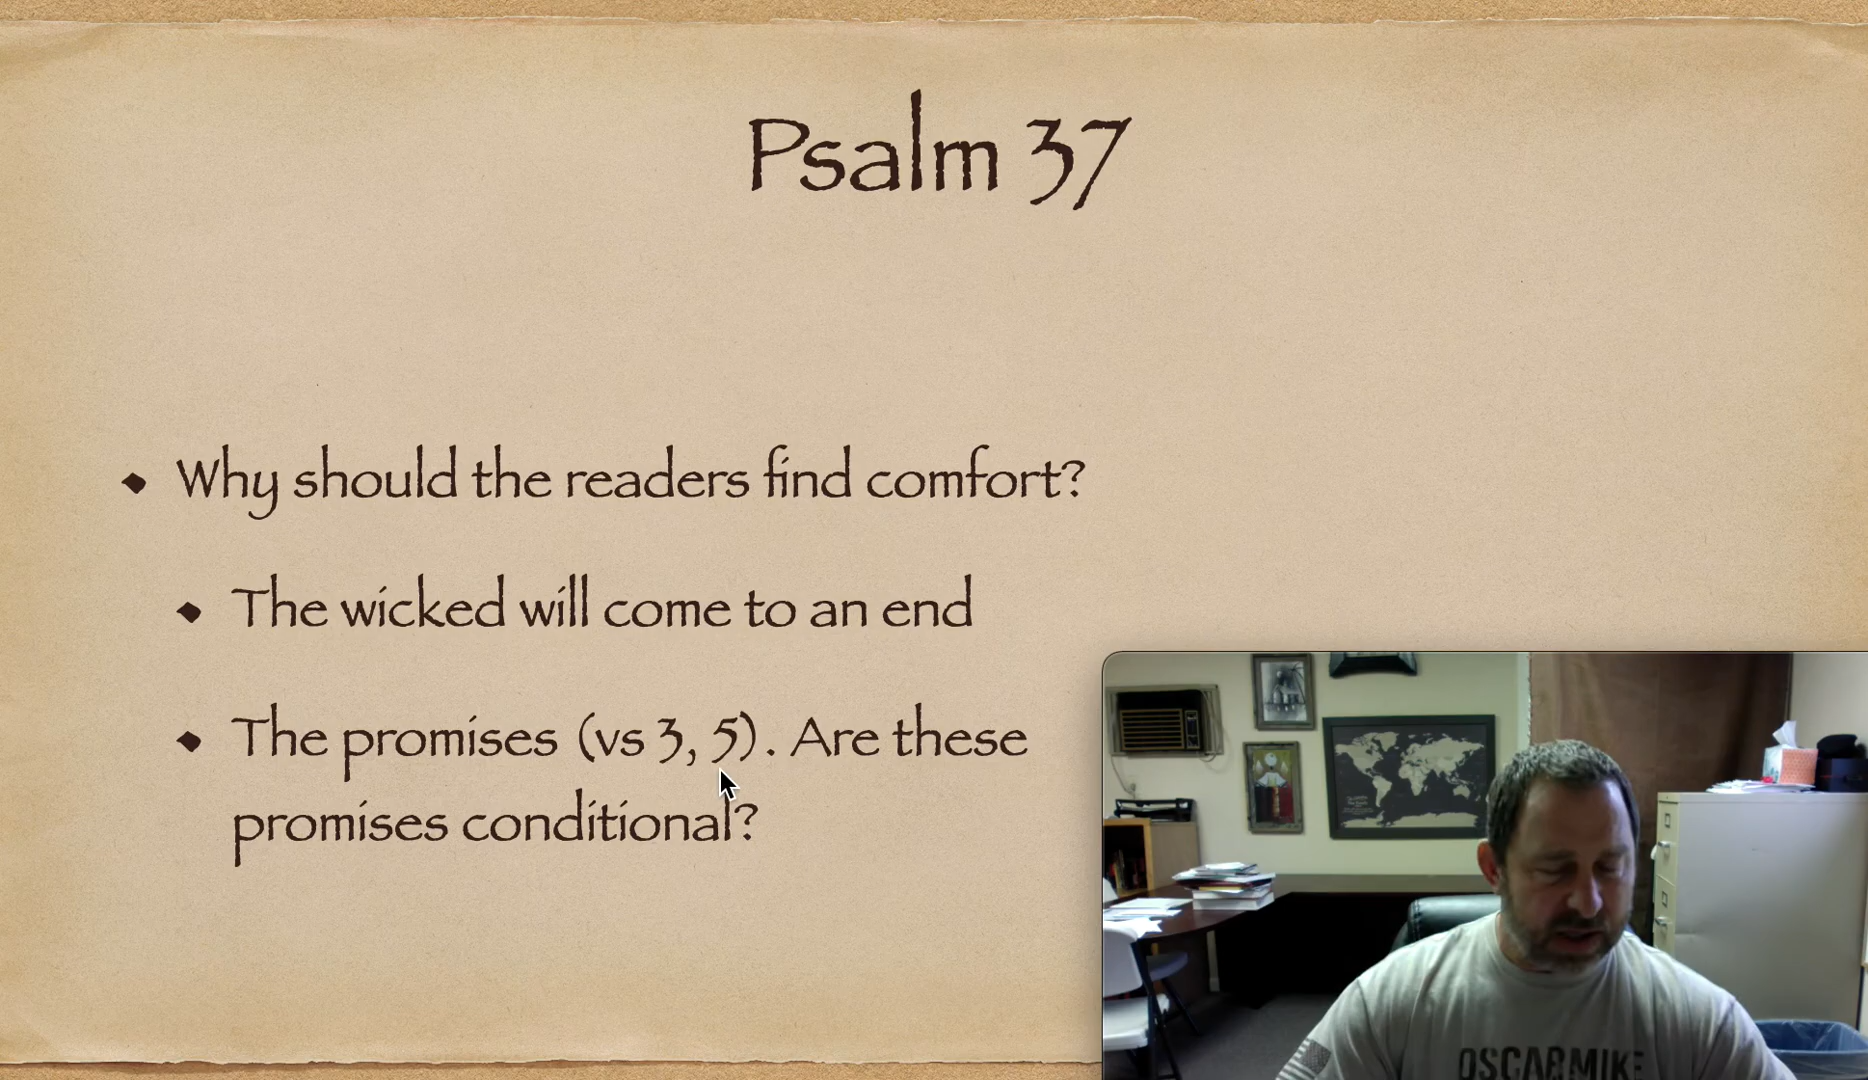 Psalm 37
Why should the readers find comfort?
The wicked will come to an end
The promises (vs 3, 5). Are these
promises conditional?
OSCARMIKE